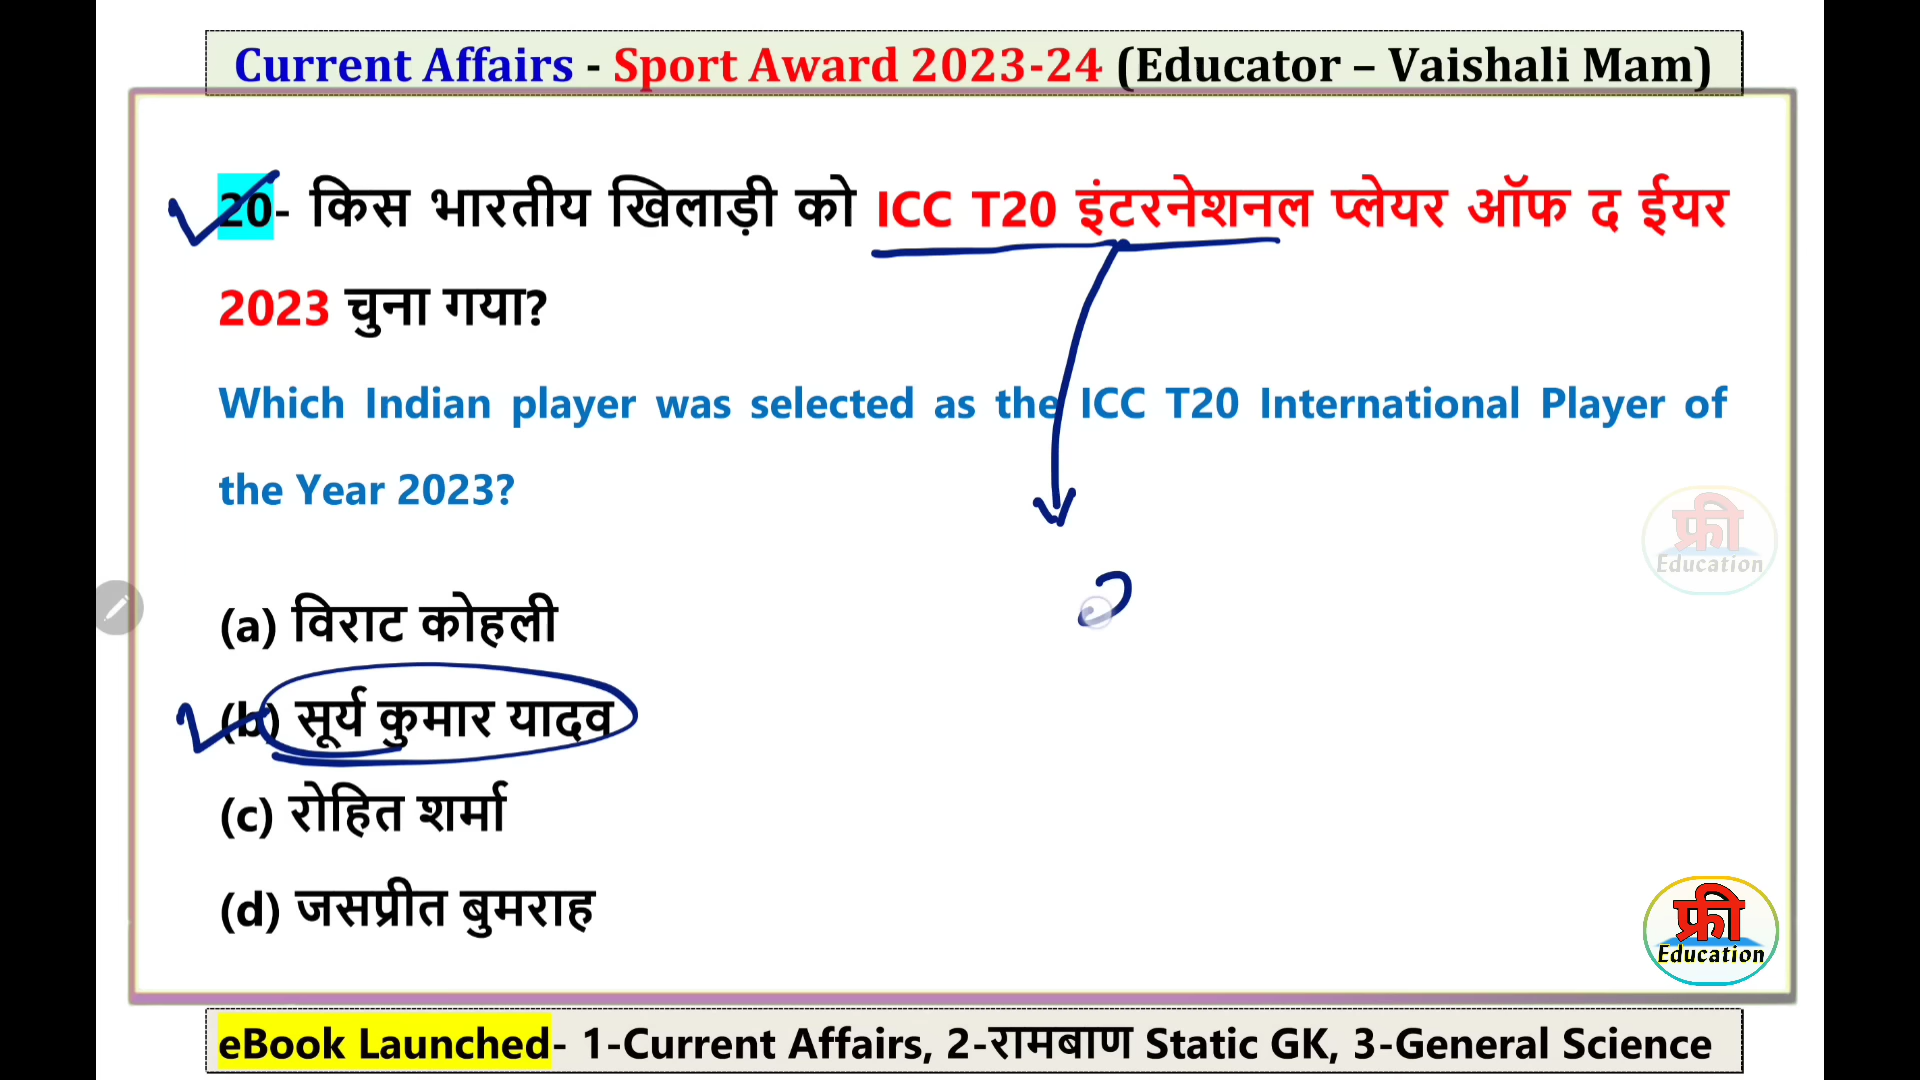 Current Affairs - Sport Award 2023-24 (Educator – Vaishali Mam)
20- किस भारतीय खिलाड़ी को ICC T20 इंटरनेशनल प्लेयर ऑफ द ईयर
2023 चुना गया?
Which Indian player was selected as the ICC T20 International Player of
the Year 2023?
फ्री
Education
(a) विराट कोहली
(b) सूर्य कुमार यादव
(c) रोहित शर्मा
(d) जसप्रीत बुमराह
फ्री
Education
eBook Launched- 1-Current Affairs, 2-रामबाण Static GK, 3-General Science